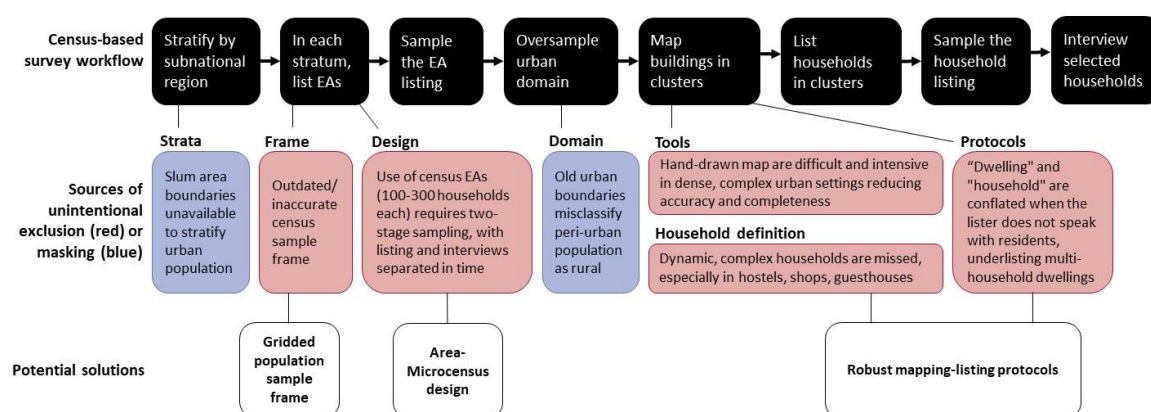 Census-based
survey workflow
Stratify by
subnational
region
In each
stratum,
list EAs
Sample
the EA
listing
Oversample
urban
domain
Map
buildings in
clusters
List
households
in clusters
Sample the
household
listing
Interview
selected
households
Sources of
unintentional
exclusion (red) or
masking (blue)
Strata
Slum area
boundaries
unavailable
to stratify
urban
population
Frame
Outdated/
inaccurate
census
sample
frame
Design
Use of census EAs
(100-300 households
each) requires two-
stage sampling, with
listing and interviews
separated in time
Domain
Old urban
boundaries
misclassify
peri-urban
population
as rural
Tools
Hand-drawn map are difficult and intensive
in dense, complex urban settings reducing
accuracy and completeness
Household definition
Dynamic, complex households are missed,
especially in hostels, shops, guesthouses
Protocols
“Dwelling" and
"household" are
conflated when the
lister does not speak
with residents,
underlisting multi-
household dwellings
Potential solutions
Gridded
population
sample
frame
Area-
Microcensus
design
Robust mapping-listing protocols